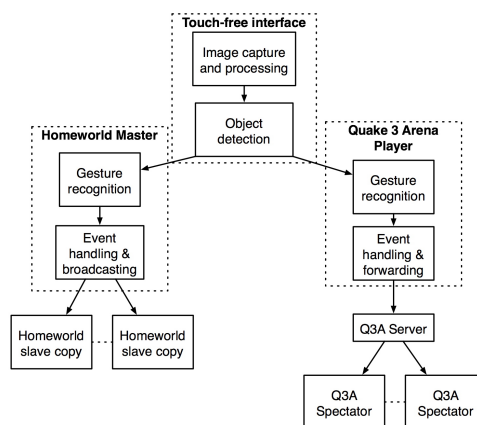 Touch-free interface
Image capture
and processing
Object
detection
Homeworld Master
Gesture
recognition
Event
handling &
broadcasting
Homeworld
slave copy
Homeworld
slave copy
Quake 3 Arena
Player
Gesture
recognition
Event
handling &
forwarding
Q3A Server
Q3A
Spectator
Q3A
Spectator